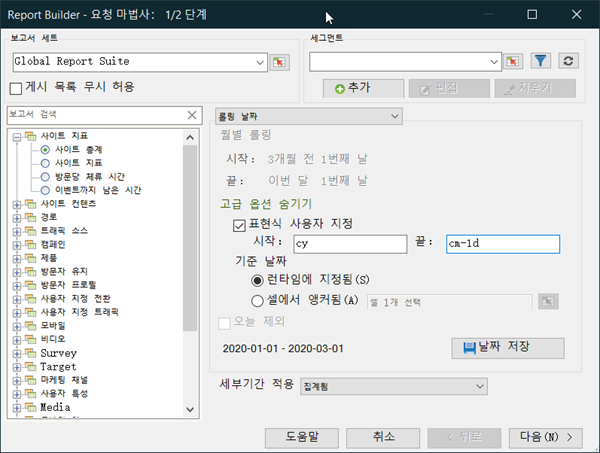 Report Builder - 요청 마법사: 1/2 단계
보고서 세트
Global Report Suite
게시 목록 무시 허용
세그먼트
추가
편집
지우기
보고서 검색
사이트 지표
사이트 총계
사이트 지표
방문당 체류 시간
이벤트까지 남은 시간
사이트 컨텐츠
경로
트래픽 소스
캠페인
제품
방문자 유지
방문자 프로필
사용자 지정 전환
사용자 지정 트래픽
모바일
비디오
Survey
Target
마케팅 채널
사용자 특성
Media
롤링 날짜
월별 롤링
시작: 3개월 전 1번째 날
끝: 이번 달 1번째 날
고급 옵션 숨기기
표현식 사용자 지정
시작: cy 끝: cm-1d
기준 날짜
런타임에 지정됨(S)
셀에서 앵커됨(A) 셀 1개 선택
오늘 제외
2020-01-01 - 2020-03-01
날짜 저장
세부기간 적용 집계됨
도움말
취소
< 뒤로
다음(N) >